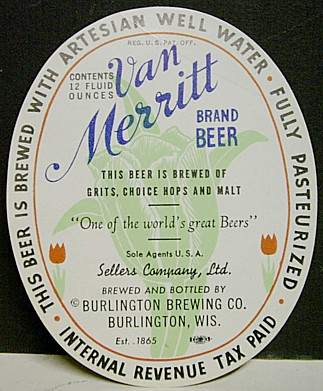 • THIS BEER IS BREWED WITH ARTESIAN WELL WATER • FULLY PASTEURIZED •
INTERNAL REVENUE TAX PAID
REG. U.S. PAT. OFF.
CONTENTS
12 FLUID
OUNCES
Van
Merritt
BRAND
BEER
THIS BEER IS BREWED OF
GRITS, CHOICE HOPS AND MALT
"One of the world's great Beers"
Sole Agents U.S.A.
Sellers Company, Ltd.
BREWED AND BOTTLED BY
© BURLINGTON BREWING CO.
BURLINGTON, WIS.
Est. 1865